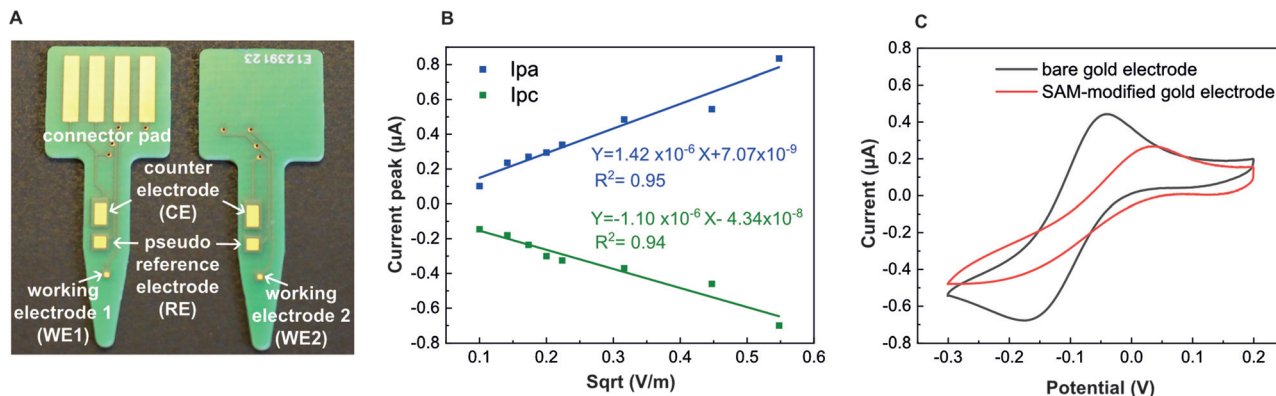 A
E1239123
connector pad
counter
electrode
(CE)
pseudo
reference
electrode
(RE)
working
electrode 1
(WE1)
working
electrode 2
(WE2)
B
Ipa
Ipc
Y=1.42 x10⁻⁶ X+7.07x10⁻⁹
R²= 0.95
Y=-1.10 x10⁻⁶ X- 4.34x10⁻⁸
R²= 0.94
Current peak (µA)
0.8
0.6
0.4
0.2
0.0
-0.2
-0.4
-0.6
-0.8
0.1 0.2 0.3 0.4 0.5 0.6
Sqrt (V/m)
C
bare gold electrode
SAM-modified gold electrode
Current (µA)
0.8
0.6
0.4
0.2
0.0
-0.2
-0.4
-0.6
-0.8
-0.3 -0.2 -0.1 0.0 0.1 0.2
Potential (V)